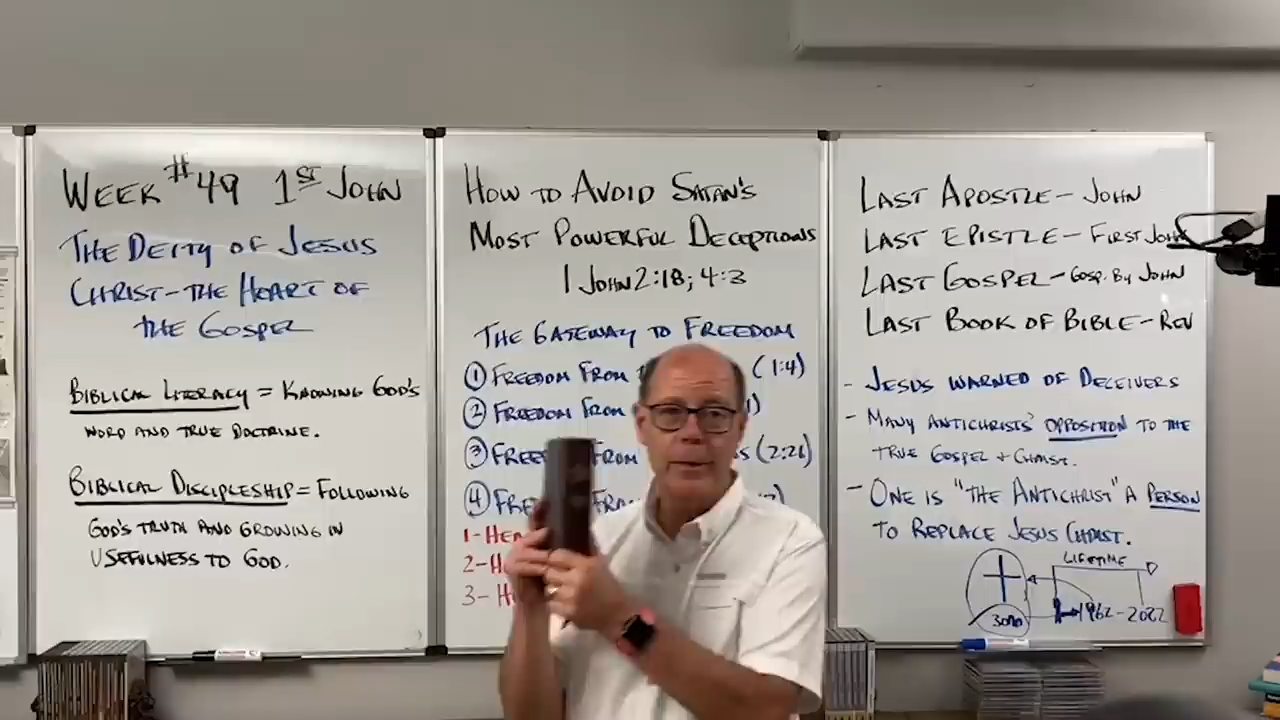 WEEK #49 1ST JOHN
THE DEITY OF JESUS
CHRIST-THE HEART OF
THE GOSPEL
BIBLICAL LITERACY = KNOWING GOD'S
WORD AND TRUE DOCTRINE.
BIBLICAL DISCIPLESHIP = FOLLOWING
GOD'S TRUTH AND GROWING IN
USEFULNESS TO GOD.
HOW TO AVOID SATAN'S
MOST POWERFUL DECEPTIONS
1 JOHN 2:18; 4:3
THE GATEWAY TO FREEDOM
① FREEDOM FROM (1:4)
② FREEDOM FROM
③ FROM (2:26)
④
1-
2-
3-
LAST APOSTLE - JOHN
LAST EPISTLE - FIRST JOHN
LAST GOSPEL - GOSP. BY JOHN
LAST BOOK OF BIBLE - REV
- JESUS WARNED OF DECEIVERS
- MANY ANTICHRISTS' OPPOSITION TO THE
TRUE GOSPEL + CHRIST.
- ONE IS "THE ANTICHRIST" A PERSON
TO REPLACE JESUS CHRIST.
LIFETIME
1962-2022